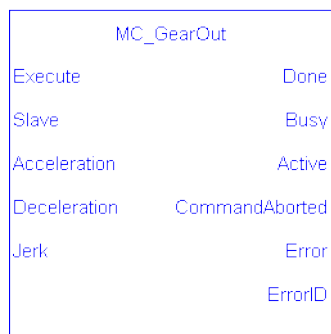 MC_GearOut
Execute Done
Slave Busy
Acceleration Active
Deceleration CommandAborted
Jerk Error
ErrorID